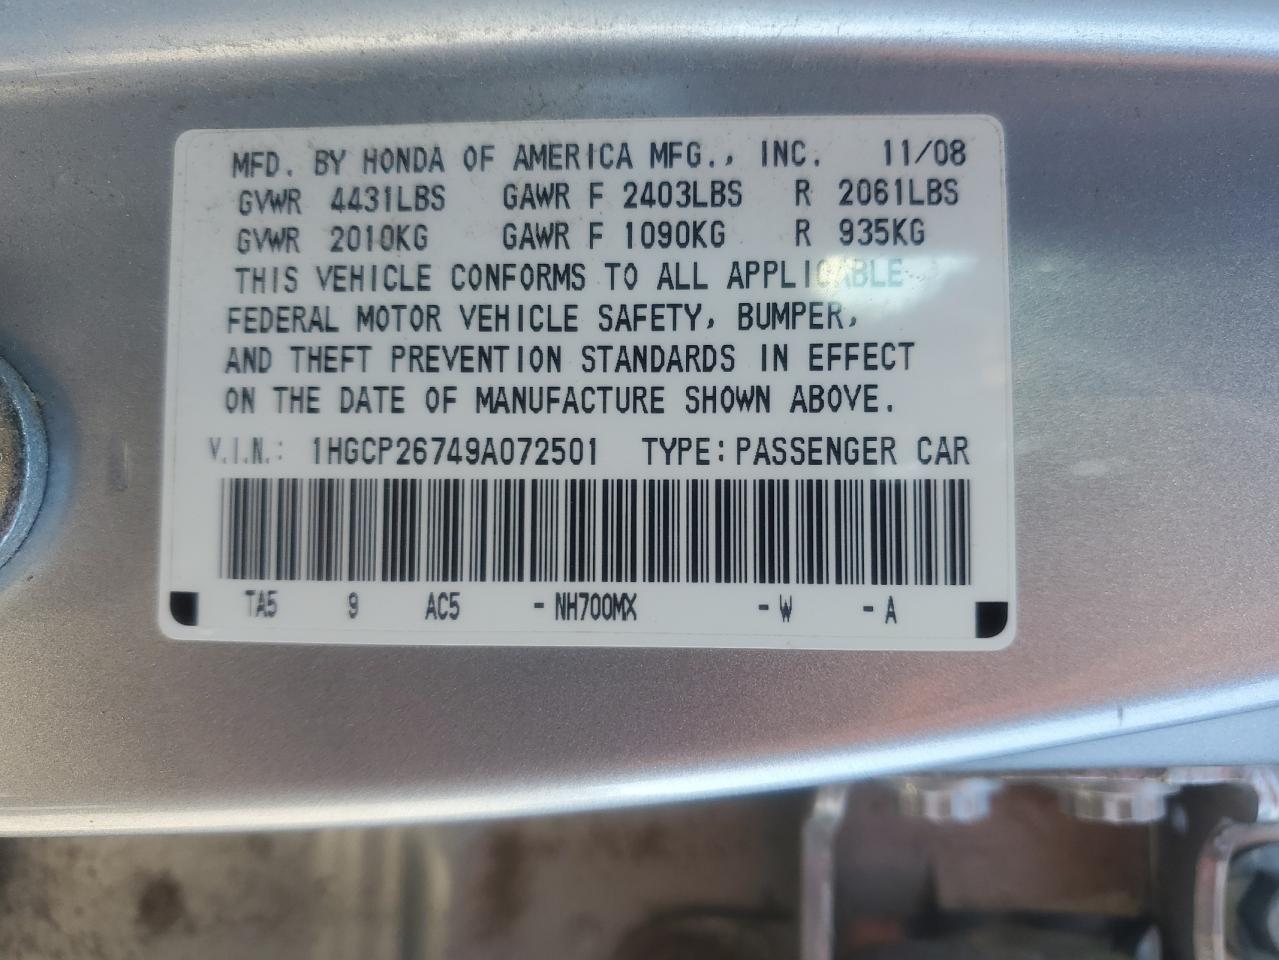 MFD. BY HONDA OF AMERICA MFG., INC. 11/08
GVWR 4431LBS GAWR F 2403LBS R 2061LBS
GVWR 2010KG GAWR F 1090KG R 935KG
THIS VEHICLE CONFORMS TO ALL APPLICABLE
FEDERAL MOTOR VEHICLE SAFETY, BUMPER,
AND THEFT PREVENTION STANDARDS IN EFFECT
ON THE DATE OF MANUFACTURE SHOWN ABOVE.
V.I.N.: 1HGCP26749A072501 TYPE: PASSENGER CAR
TA5 9 AC5 - NH700MX - W - A